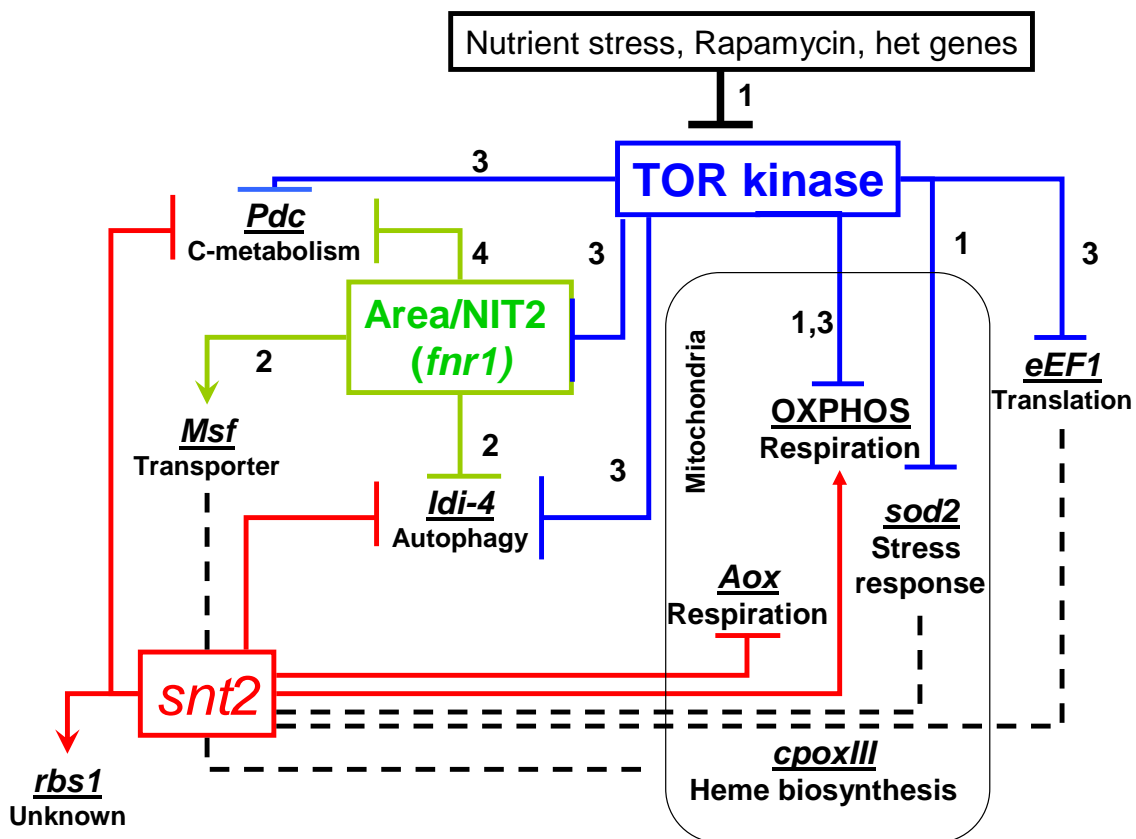 Nutrient stress, Rapamycin, het genes
1
TOR kinase
3
Pdc
C-metabolism
4
3
1
3
Area/NIT2
(fnr1)
1,3
2
Mitochondria
eEF1
Translation
OXPHOS
Respiration
Msf
Transporter
2
3
Idi-4
Autophagy
sod2
Stress
response
Aox
Respiration
snt2
cpoxIII
Heme biosynthesis
rbs1
Unknown